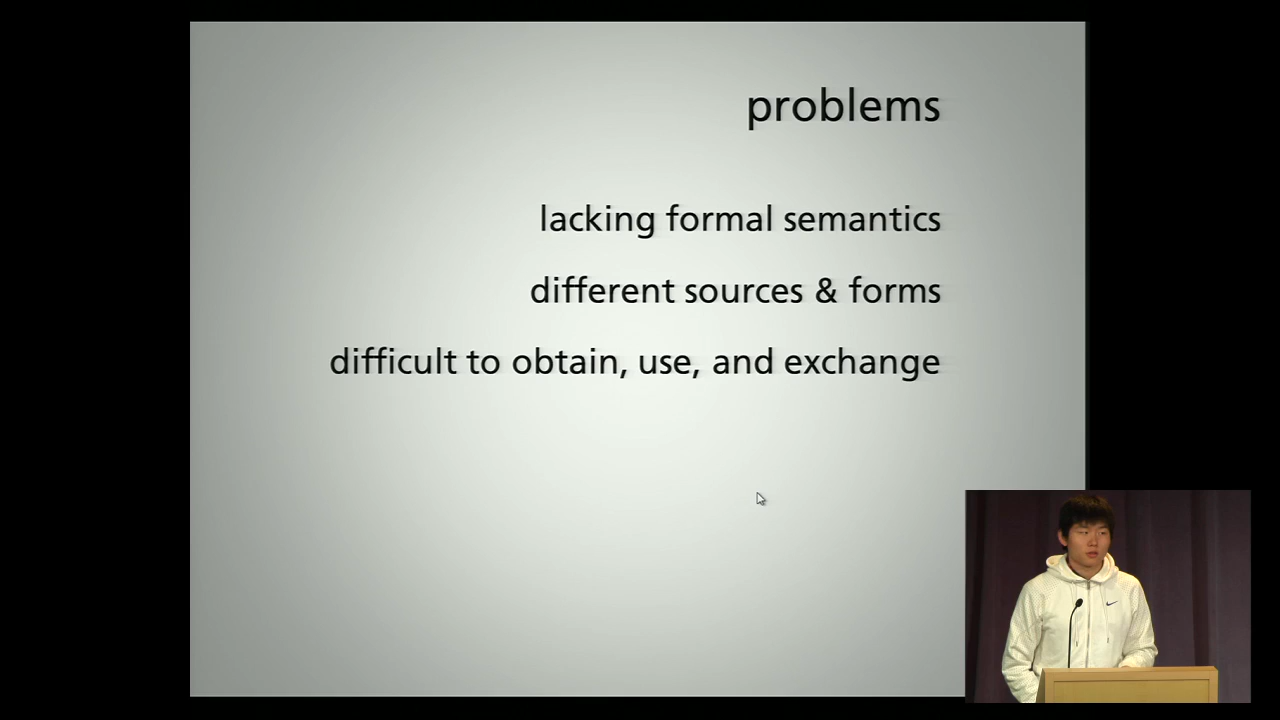 problems
lacking formal semantics
different sources & forms
difficult to obtain, use, and exchange